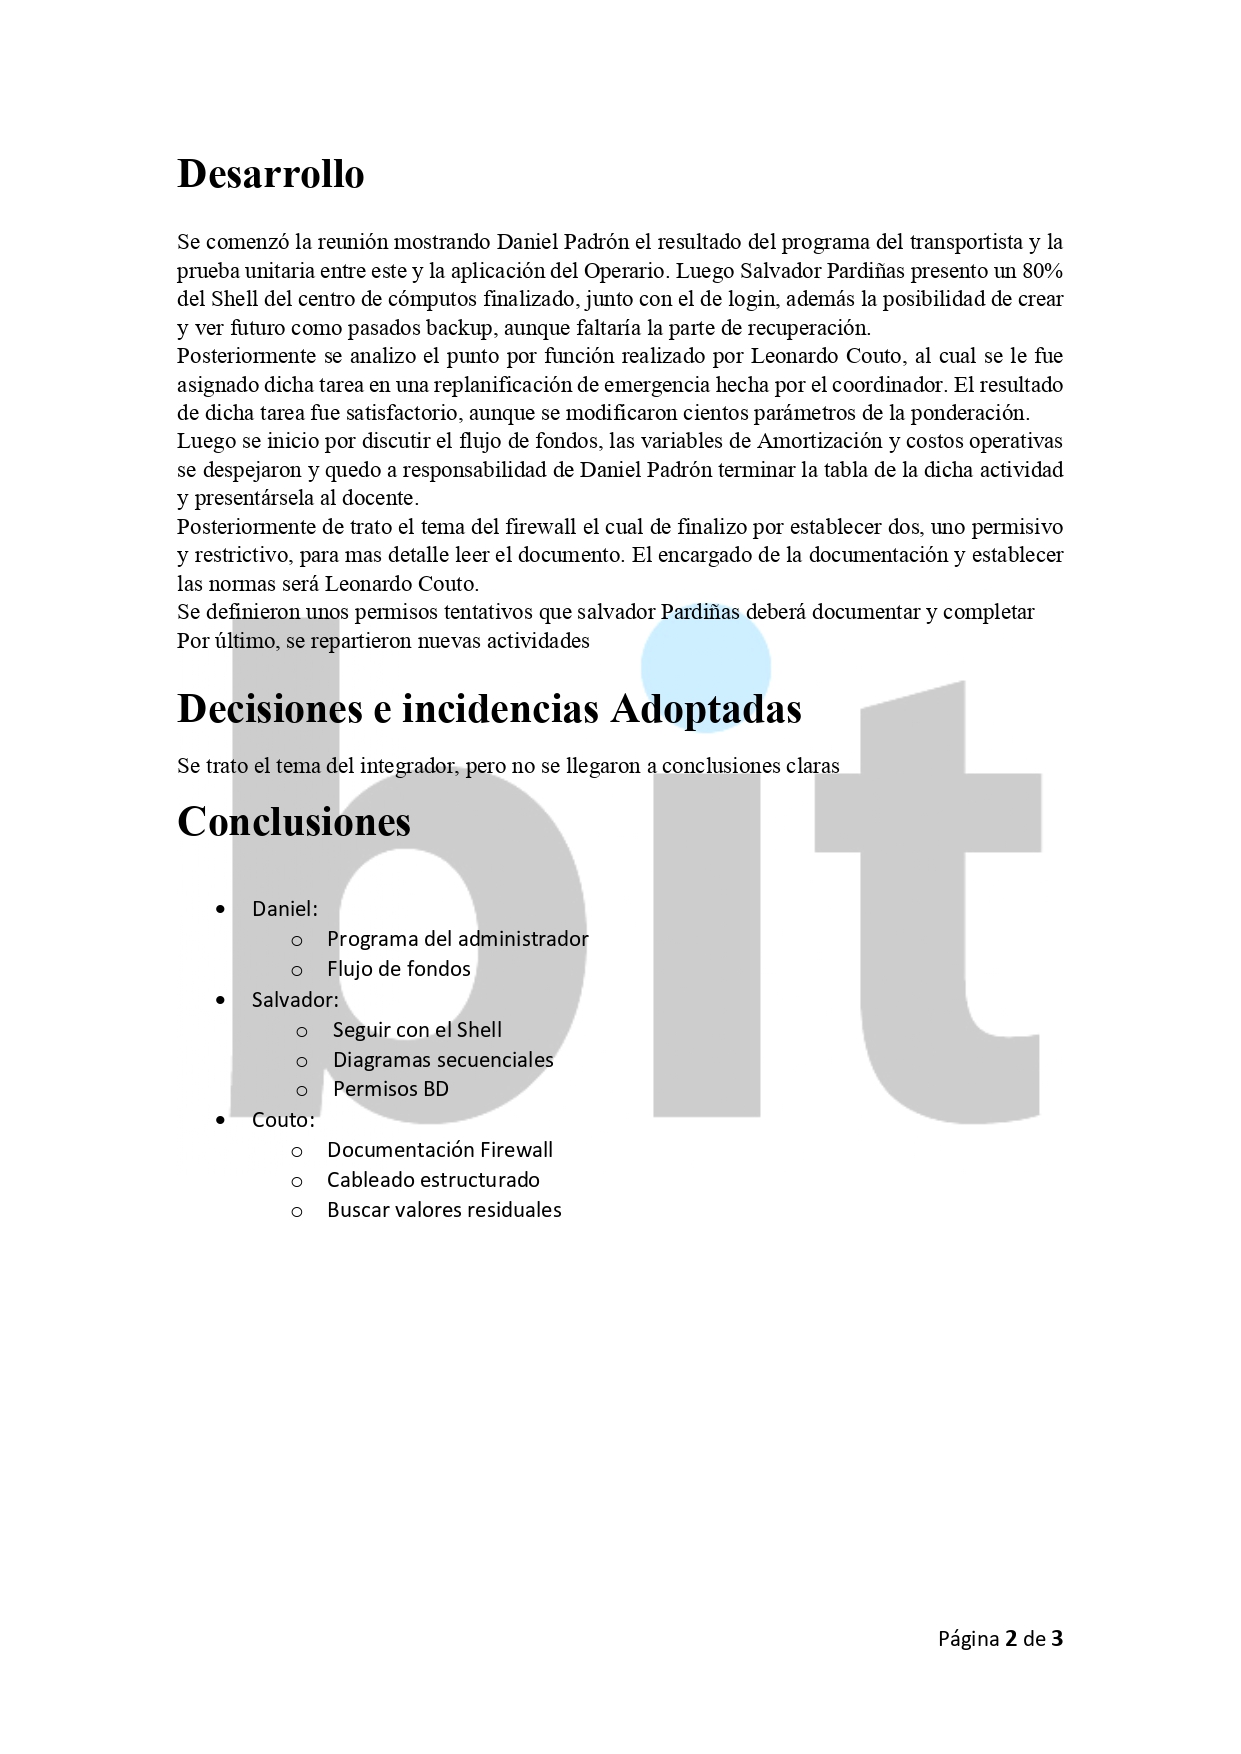 Desarrollo
Se comenzó la reunión mostrando Daniel Padrón el resultado del programa del transportista y la
prueba unitaria entre este y la aplicación del Operario. Luego Salvador Pardiñas presento un 80%
del Shell del centro de cómputos finalizado, junto con el de login, además la posibilidad de crear
y ver futuro como pasados backup, aunque faltaría la parte de recuperación.
Posteriormente se analizo el punto por función realizado por Leonardo Couto, al cual se le fue
asignado dicha tarea en una replanificación de emergencia hecha por el coordinador. El resultado
de dicha tarea fue satisfactorio, aunque se modificaron cientos parámetros de la ponderación.
Luego se inicio por discutir el flujo de fondos, las variables de Amortización y costos operativas
se despejaron y quedo a responsabilidad de Daniel Padrón terminar la tabla de la dicha actividad
y presentársela al docente.
Posteriormente de trato el tema del firewall el cual de finalizo por establecer dos, uno permisivo
y restrictivo, para mas detalle leer el documento. El encargado de la documentación y establecer
las normas será Leonardo Couto.
Se definieron unos permisos tentativos que salvador Pardiñas deberá documentar y completar
Por último, se repartieron nuevas actividades
Decisiones e incidencias Adoptadas
Se trato el tema del integrador, pero no se llegaron a conclusiones claras
Conclusiones
• Daniel:
o Programa del administrador
o Flujo de fondos
• Salvador:
o Seguir con el Shell
o Diagramas secuenciales
o Permisos BD
• Couto:
o Documentación Firewall
o Cableado estructurado
o Buscar valores residuales
bit
Página 2 de 3